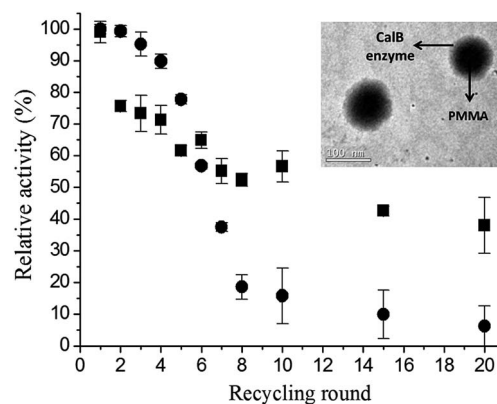 Relative activity (%)
100
90
80
70
60
50
40
30
20
10
0
CalB
enzyme
PMMA
100 nm
0 2 4 6 8 10 12 14 16 18 20
Recycling round